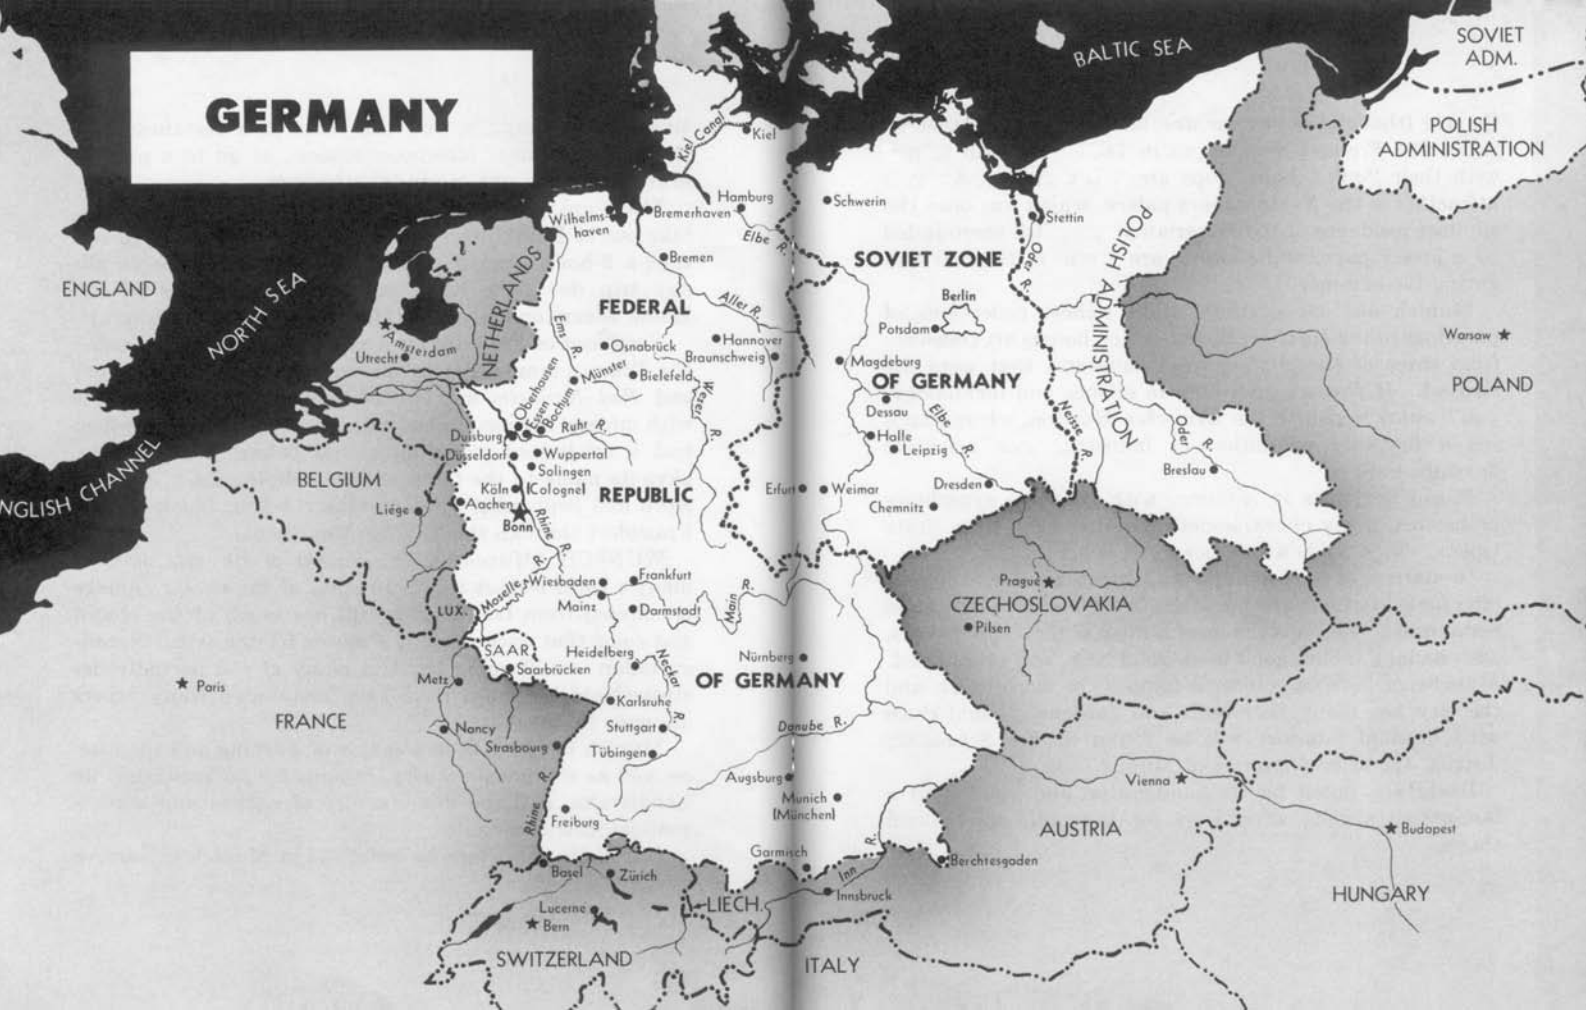 GERMANY
BALTIC SEA
SOVIET
ADM.
POLISH
ADMINISTRATION
Kiel Canal
Kiel
Hamburg
Schwerin
Stettin
Wilhelms-
haven
Bremerhaven
Elbe R.
Bremen
SOVIET ZONE
Oder R.
POLISH ADMINISTRATION
ENGLAND
NORTH SEA
NETHERLANDS
FEDERAL
Aller R.
Berlin
Potsdam
Warsaw
Amsterdam
Utrecht
Ems R.
Osnabrück
Hannover
Braunschweig
Magdeburg
Münster
Bielefeld
Weser R.
OF GERMANY
POLAND
Oberhausen
Essen
Bochum
Dessau
Elbe R.
Neisse R.
Oder R.
Duisburg
Ruhr R.
Halle
Leipzig
Düsseldorf
Wuppertal
Solingen
Breslau
NGLISH CHANNEL
BELGIUM
Köln
(Cologne)
REPUBLIC
Erfurt
Weimar
Dresden
Liége
Aachen
Bonn
Rhine R.
Chemnitz
Moselle R.
Wiesbaden
Frankfurt
Main R.
Prague
LUX.
Mainz
Darmstadt
CZECHOSLOVAKIA
Pilsen
SAAR
Heidelberg
Nürnberg
Saarbrücken
Neckar R.
OF GERMANY
Metz
Paris
Karlsruhe
FRANCE
Nancy
Stuttgart
Danube R.
Strasbourg
Tübingen
Augsburg
Vienna
Munich
(München)
Rhine R.
Freiburg
AUSTRIA
Budapest
Garmisch
Berchtesgaden
Basel
Zürich
Inn R.
Innsbruck
HUNGARY
LIECH.
Lucerne
Bern
SWITZERLAND
ITALY